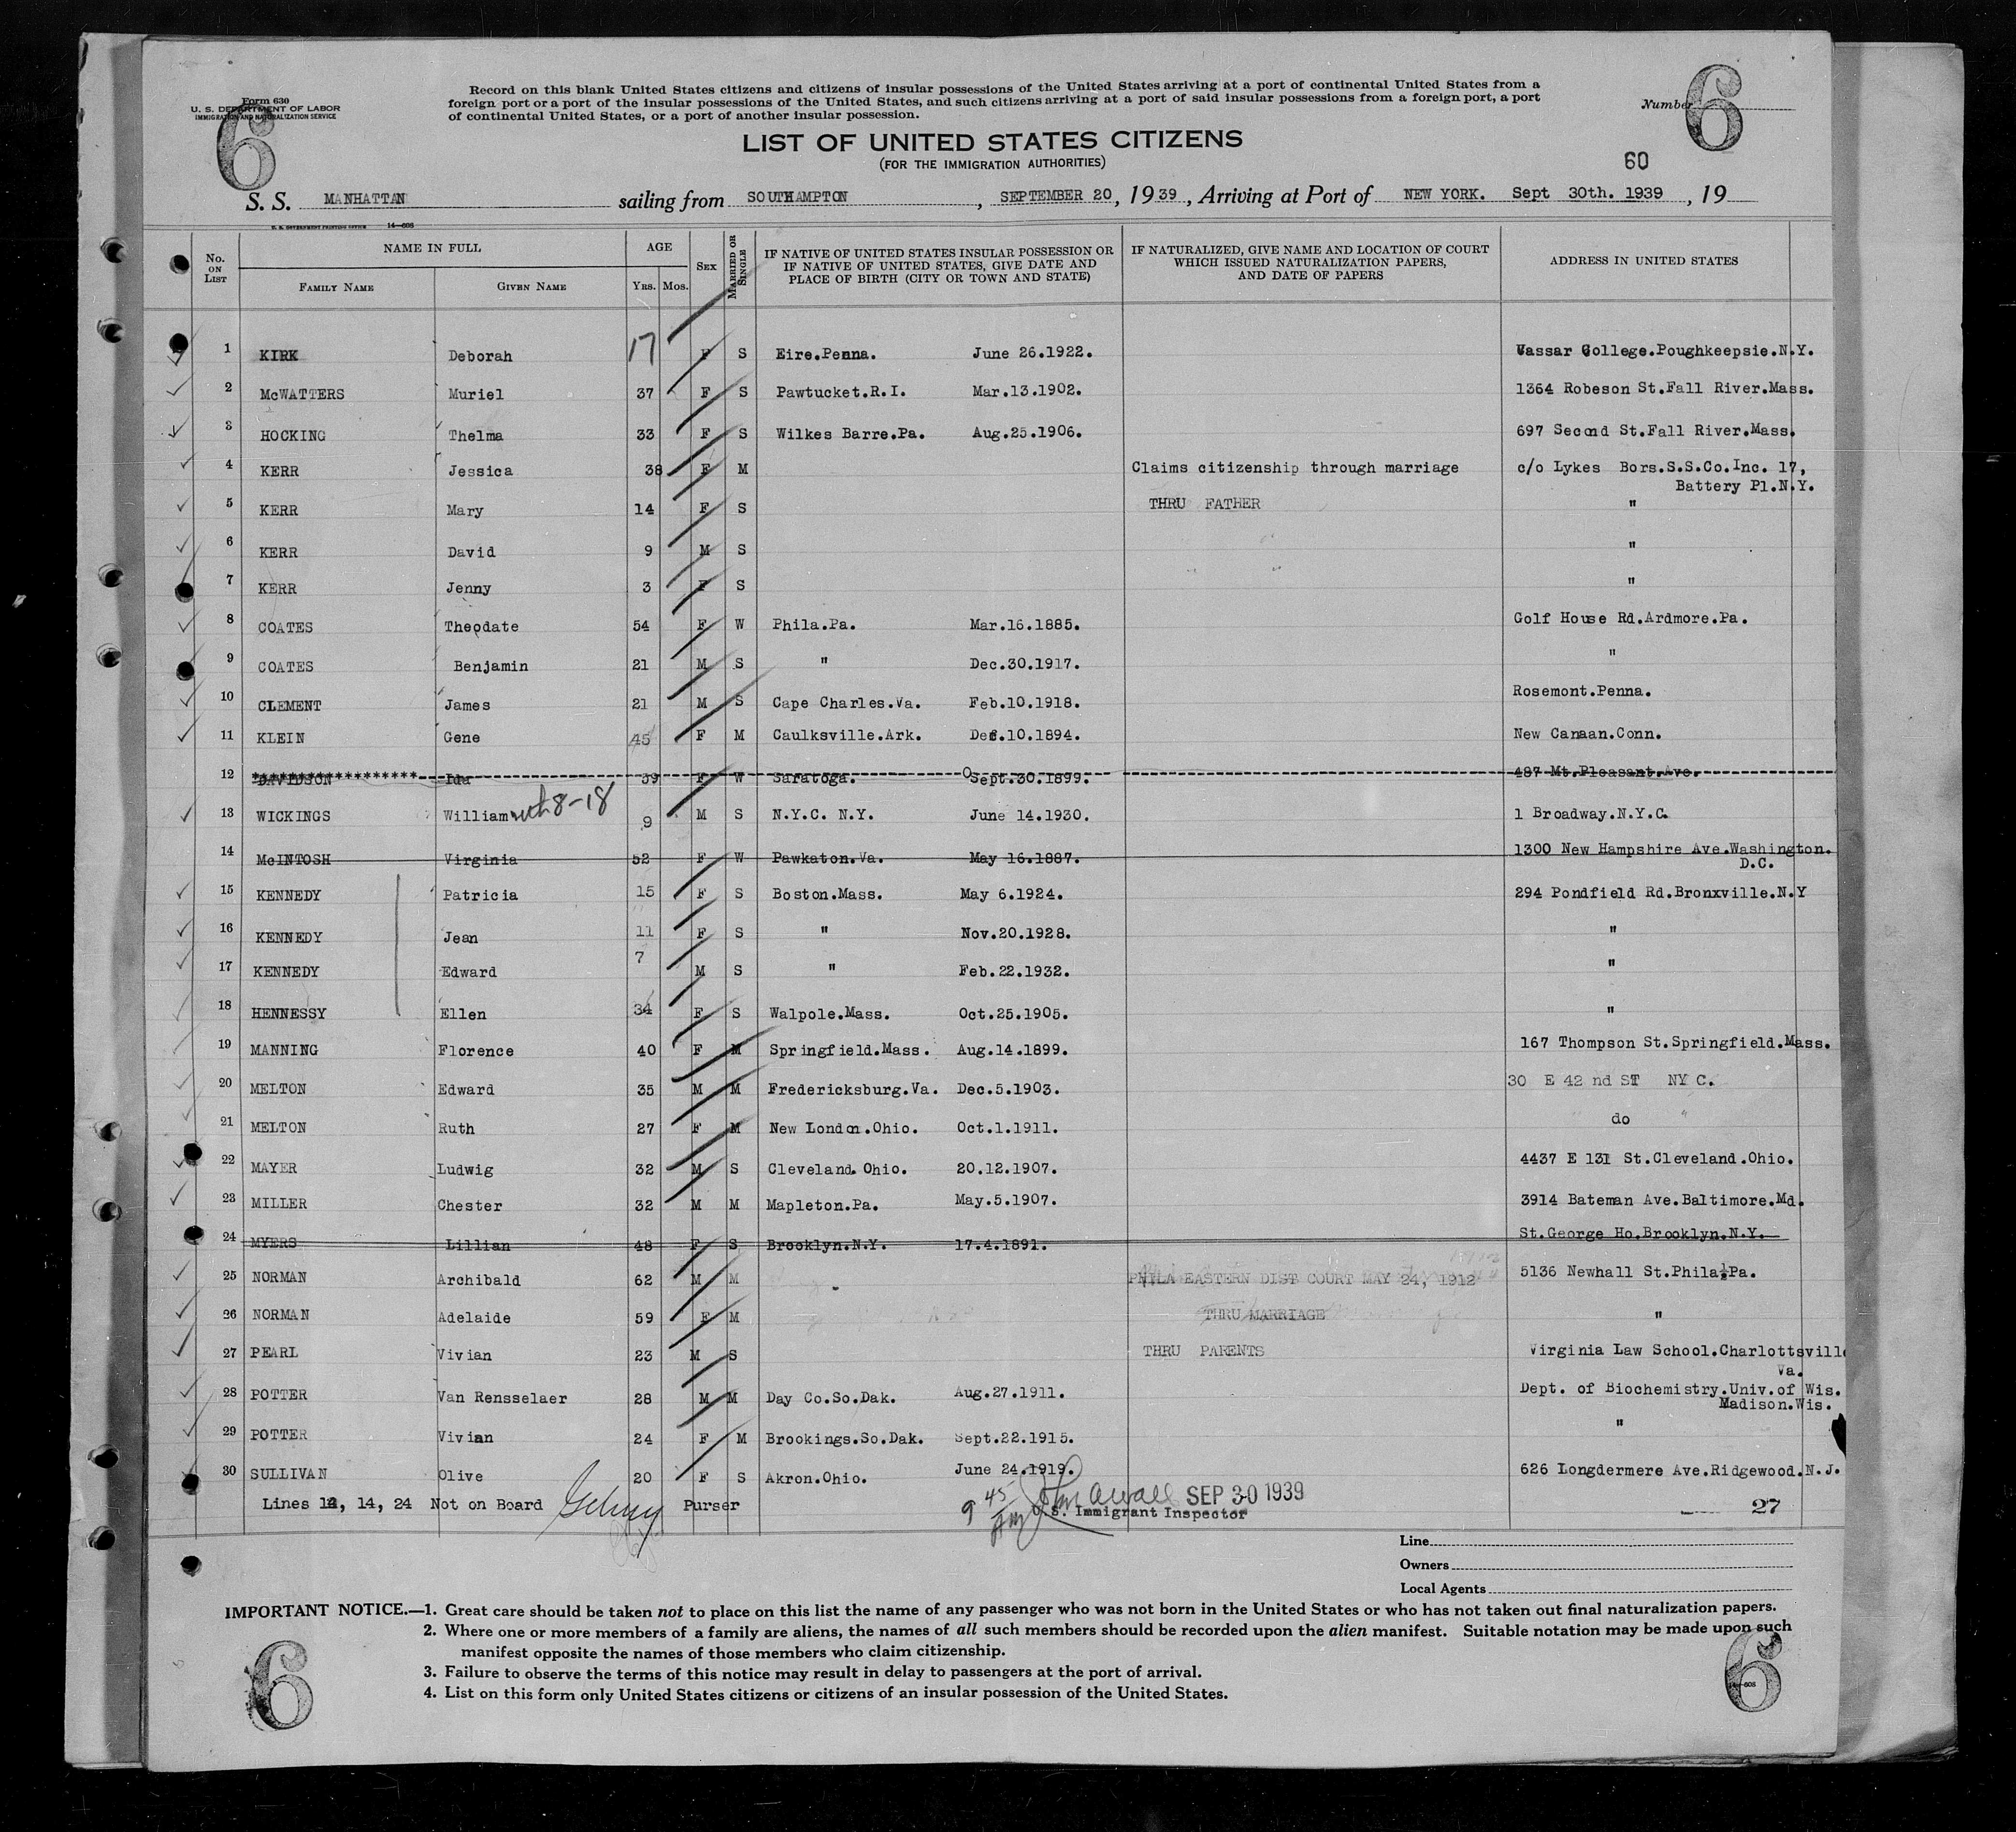 Form 630
U. S. DEPARTMENT OF LABOR
IMMIGRATION AND NATURALIZATION SERVICE
6
Record on this blank United States citizens and citizens of insular possessions of the United States arriving at a port of continental United States from a
foreign port or a port of the insular possessions of the United States, and such citizens arriving at a port of said insular possessions from a foreign port, a port
of continental United States, or a port of another insular possession.
Number 6
LIST OF UNITED STATES CITIZENS
(FOR THE IMMIGRATION AUTHORITIES)
60
S. S. MANHATTAN sailing from SOUTHAMPTON, SEPTEMBER 20, 1939, Arriving at Port of NEW YORK. Sept 30th. 1939, 19
U. S. GOVERNMENT PRINTING OFFICE 14—608
No. ON LIST NAME IN FULL FAMILY NAME GIVEN NAME AGE YRS. MOS. SEX MARRIED OR SINGLE IF NATIVE OF UNITED STATES INSULAR POSSESSION OR IF NATIVE OF UNITED STATES, GIVE DATE AND PLACE OF BIRTH (CITY OR TOWN AND STATE) IF NATURALIZED, GIVE NAME AND LOCATION OF COURT WHICH ISSUED NATURALIZATION PAPERS, AND DATE OF PAPERS ADDRESS IN UNITED STATES
1 KIRK Deborah 17 F S Eire.Penna. June 26.1922. Vassar College.Poughkeepsie.N.Y.
2 McWATTERS Muriel 37 F S Pawtucket.R.I. Mar.13.1902. 1364 Robeson St.Fall River.Mass.
3 HOCKING Thelma 33 F S Wilkes Barre.Pa. Aug.25.1906. 697 Second St.Fall River.Mass.
4 KERR Jessica 38 F M Claims citizenship through marriage c/o Lykes Bors.S.S.Co.Inc. 17,
Battery Pl.N.Y.
5 KERR Mary 14 F S THRU FATHER "
6 KERR David 9 M S "
7 KERR Jenny 3 F S "
8 COATES Theodate 54 F W Phila.Pa. Mar.16.1885. Golf House Rd.Ardmore.Pa.
9 COATES Benjamin 21 M S " Dec.30.1917. "
10 CLEMENT James 21 M S Cape Charles.Va. Feb.10.1918. Rosemont.Penna.
11 KLEIN Gene 45 F M Caulksville.Ark. Dec.10.1894. New Canaan.Conn.
12 DAVIDSON Ida 39 F W Saratoga. Sept.30.1899. 487 Mt.Pleasant.Ave.
13 WICKINGS William 8-18 9 M S N.Y.C. N.Y. June 14.1930. 1 Broadway.N.Y.C.
14 McINTOSH Virginia 52 F W Pawkaton.Va. May 16.1887. 1300 New Hampshire Ave.Washington.
D.C.
15 KENNEDY Patricia 15 F S Boston.Mass. May 6.1924. 294 Pondfield Rd.Bronxville.N.Y
16 KENNEDY Jean 11 F S " Nov.20.1928. "
17 KENNEDY Edward 7 M S " Feb.22.1932. "
18 HENNESSY Ellen 34 F S Walpole.Mass. Oct.25.1905. "
19 MANNING Florence 40 F M Springfield.Mass. Aug.14.1899. 167 Thompson St.Springfield.Mass.
20 MELTON Edward 35 M M Fredericksburg.Va. Dec.5.1903. 30 E 42 nd ST NY C.
21 MELTON Ruth 27 F M New London.Ohio. Oct.1.1911. do "
22 MAYER Ludwig 32 M S Cleveland.Ohio. 20.12.1907. 4437 E 131 St.Cleveland.Ohio.
23 MILLER Chester 32 M M Mapleton.Pa. May.5.1907. 3914 Bateman Ave.Baltimore.Md.
24 MYERS Lillian 48 F S Brooklyn.N.Y. 17.4.1891. St.George Ho.Brooklyn.N.Y.
25 NORMAN Archibald 62 M M PHILA EASTERN DIST COURT MAY 24, 1912 5136 Newhall St.Phila.Pa.
26 NORMAN Adelaide 59 F M THRU MARRIAGE "
27 PEARL Vivian 23 M S THRU PARENTS Virginia Law School.Charlottsville
Va.
28 POTTER Van Rensselaer 28 M M Day Co.So.Dak. Aug.27.1911. Dept. of Biochemistry.Univ.of Wis.
Madison.Wis.
29 POTTER Vivian 24 F M Brookings.So.Dak. Sept.22.1915. "
30 SULLIVAN Olive 20 F S Akron.Ohio. June 24.1919. 626 Longdermere Ave.Ridgewood.N.J.
Lines 12, 14, 24 Not on Board Purser 9 45 AM SEP 30 1939 27
U.S. Immigrant Inspector
Line
Owners
Local Agents
IMPORTANT NOTICE.—1. Great care should be taken not to place on this list the name of any passenger who was not born in the United States or who has not taken out final naturalization papers.
2. Where one or more members of a family are aliens, the names of all such members should be recorded upon the alien manifest. Suitable notation may be made upon such
manifest opposite the names of those members who claim citizenship.
3. Failure to observe the terms of this notice may result in delay to passengers at the port of arrival.
4. List on this form only United States citizens or citizens of an insular possession of the United States.
6
6